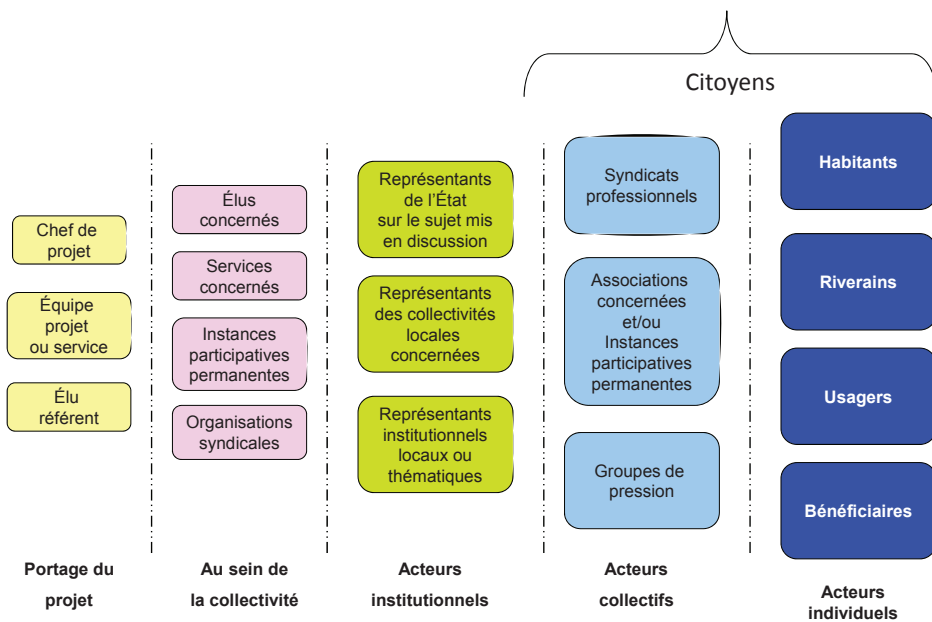 Citoyens
Chef de
projet
Équipe
projet
ou service
Élu
référent
Portage du
projet
Élus
concernés
Services
concernés
Instances
participatives
permanentes
Organisations
syndicales
Au sein de
la collectivité
Représentants
de l'État
sur le sujet mis
en discussion
Représentants
des collectivités
locales
concernées
Représentants
institutionnels
locaux ou
thématiques
Acteurs
institutionnels
Syndicats
professionnels
Associations
concernées
et/ou
Instances
participatives
permanentes
Groupes de
pression
Acteurs
collectifs
Habitants
Riverains
Usagers
Bénéficiaires
Acteurs
individuels